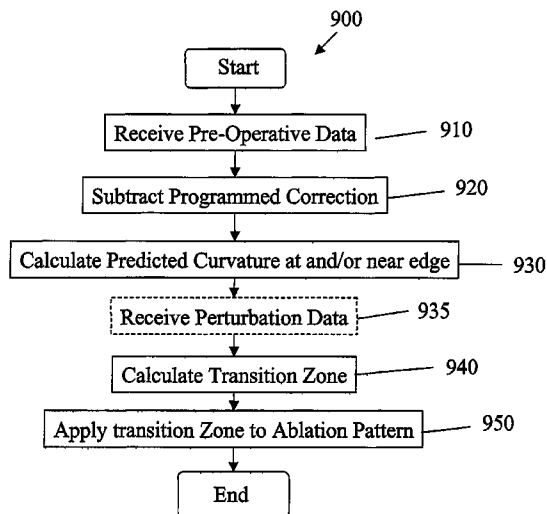 900
Start
Receive Pre-Operative Data
910
Subtract Programmed Correction
920
Calculate Predicted Curvature at and/or near edge
930
Receive Perturbation Data
935
Calculate Transition Zone
940
Apply transition Zone to Ablation Pattern
950
End